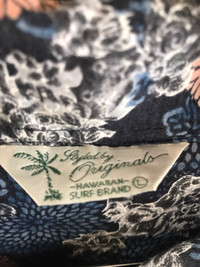 Styled by
Originals
-HAWAIIAN-
SURF BRAND
L